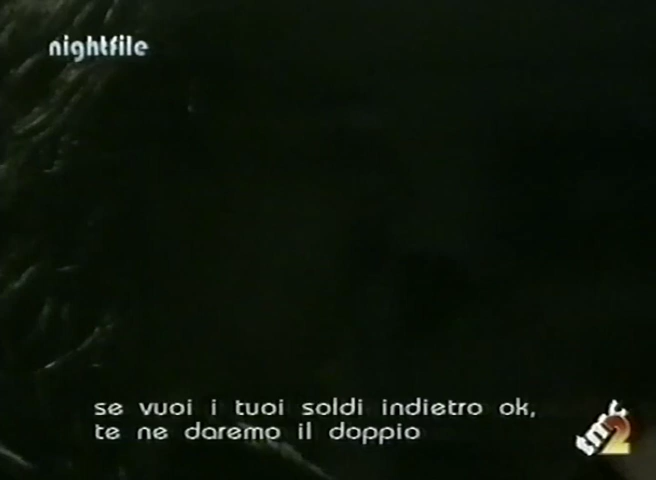 nightfile
se vuoi i tuoi soldi indietro ok,
te ne daremo il doppio
tmc2